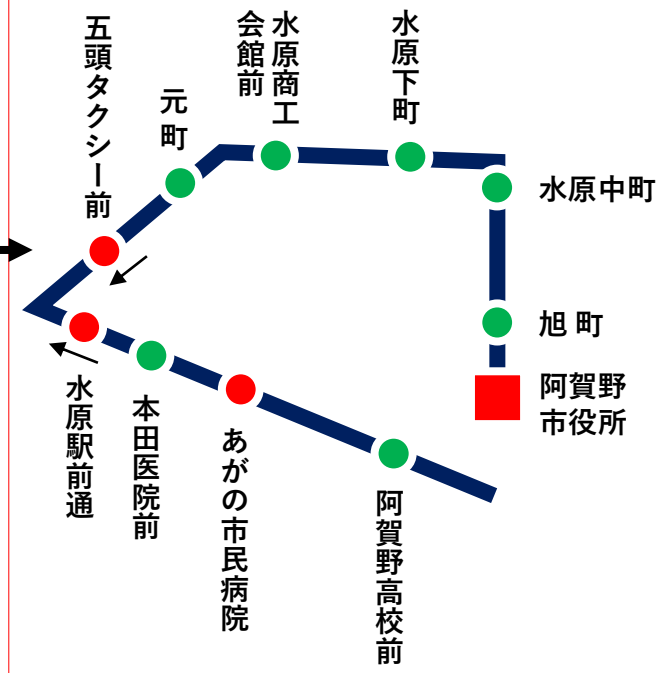 五頭タクシー前
元町
水原商工
会館前
水原下町
水原中町
旭町
阿賀野
市役所
水原駅前通
本田医院前
あがの市民病院
阿賀野高校前